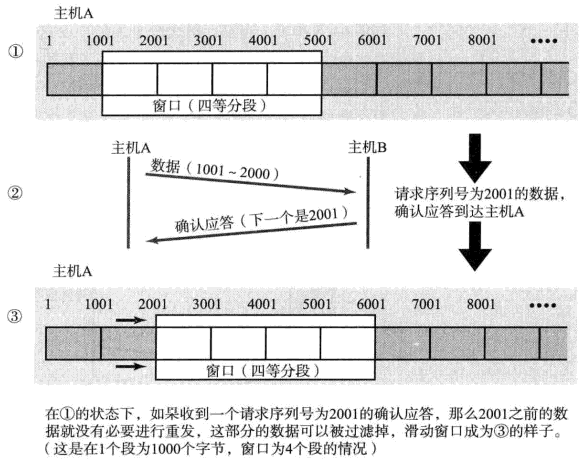 主机A
1 1001 2001 3001 4001 5001 6001 7001 8001 ••••
①
窗口（四等分段）
主机A 主机B
数据（1001～2000）
②
请求序列号为2001的数据，
确认应答到达主机A
确认应答（下一个是2001）
主机A
1 1001 2001 3001 4001 5001 6001 7001 8001 ••••
③
窗口（四等分段）
在①的状态下，如果收到一个请求序列号为2001的确认应答，那么2001之前的数
据就没有必要进行重发，这部分的数据可以被过滤掉，滑动窗口成为③的样子。
（这是在1个段为1000个字节，窗口为4个段的情况）